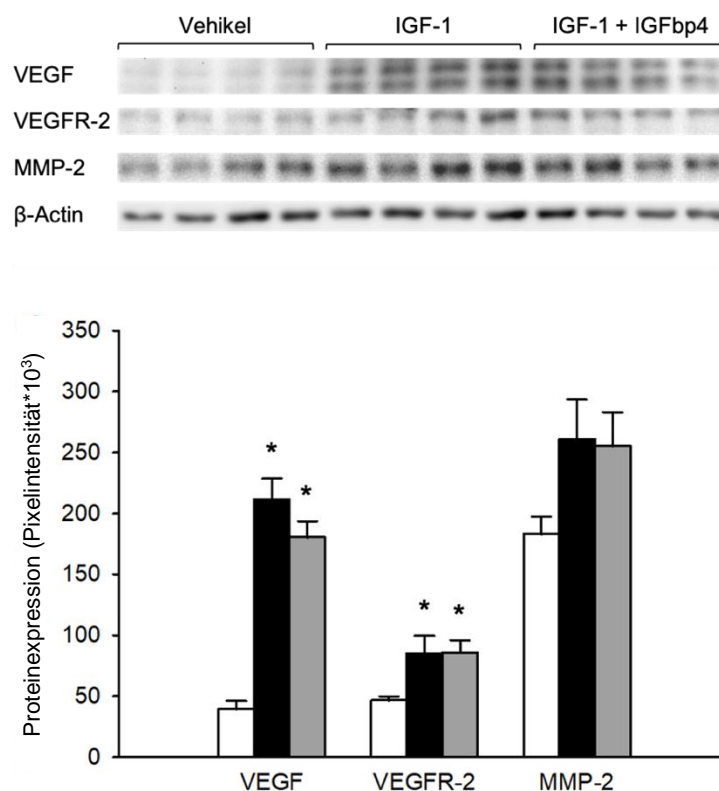 Vehikel IGF-1 IGF-1 + IGFbp4
VEGF
VEGFR-2
MMP-2
β-Actin
Proteinexpression (Pixelintensität*10³)
350
300
250
200
150
100
50
0
* *
* *
VEGF VEGFR-2 MMP-2